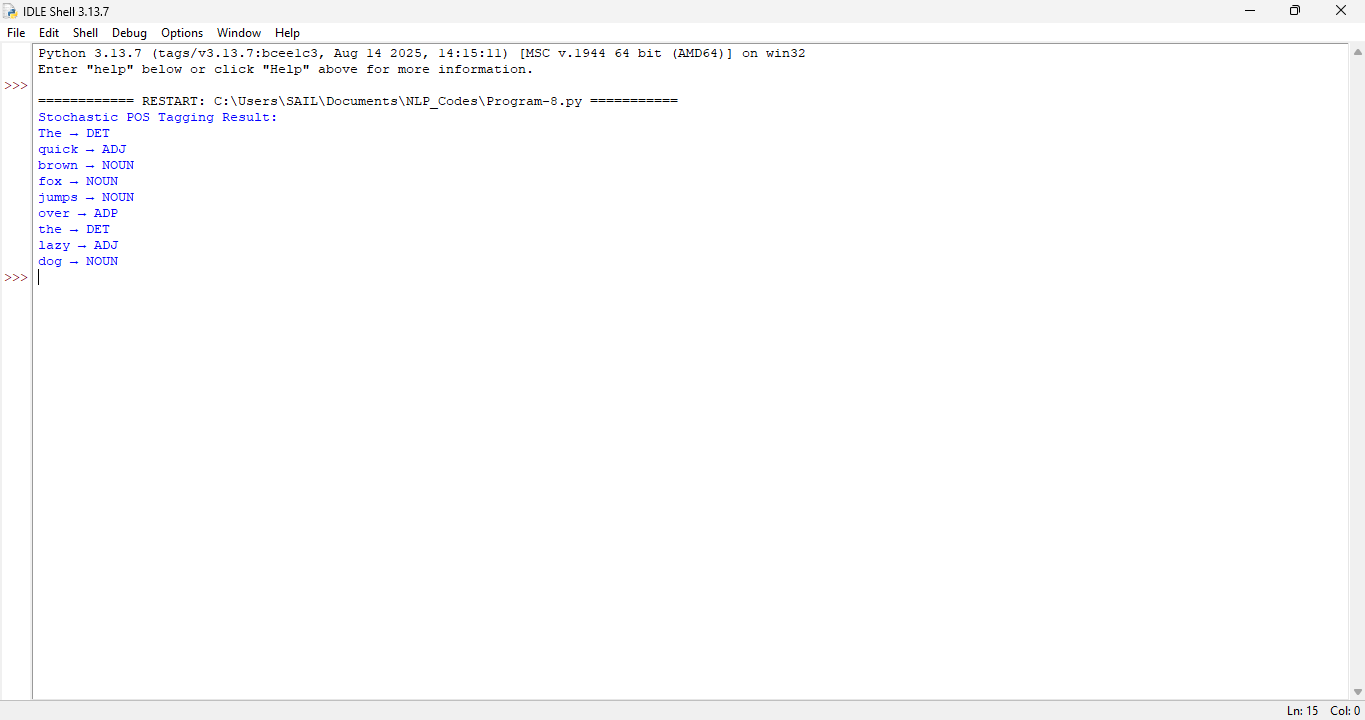 IDLE Shell 3.13.7
File Edit Shell Debug Options Window Help
Python 3.13.7 (tags/v3.13.7:bcee1c3, Aug 14 2025, 14:15:11) [MSC v.1944 64 bit (AMD64)] on win32
Enter "help" below or click "Help" above for more information.
>>>
============ RESTART: C:\Users\SAIL\Documents\NLP_Codes\Program-8.py ===========
Stochastic POS Tagging Result:
The → DET
quick → ADJ
brown → NOUN
fox → NOUN
jumps → NOUN
over → ADP
the → DET
lazy → ADJ
dog → NOUN
>>>
Ln: 15 Col: 0